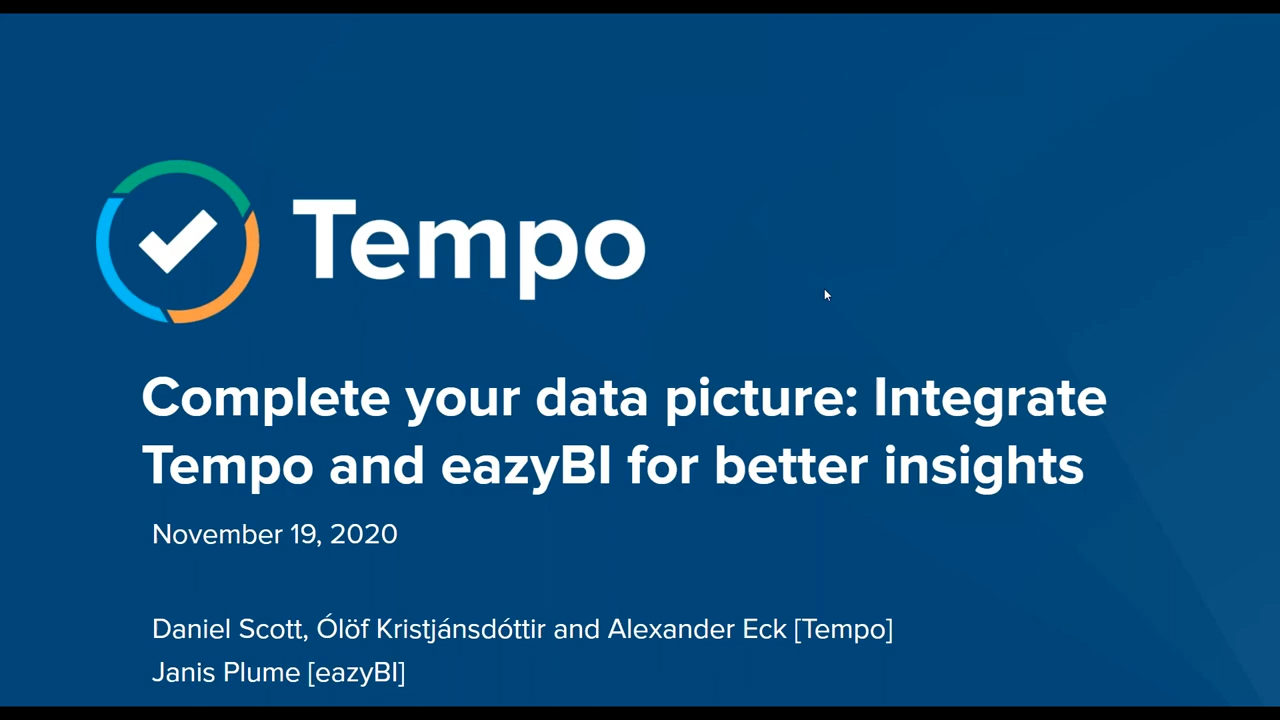 Tempo
Complete your data picture: Integrate
Tempo and eazyBI for better insights
November 19, 2020
Daniel Scott, Ólöf Kristjánsdóttir and Alexander Eck [Tempo]
Janis Plume [eazyBI]